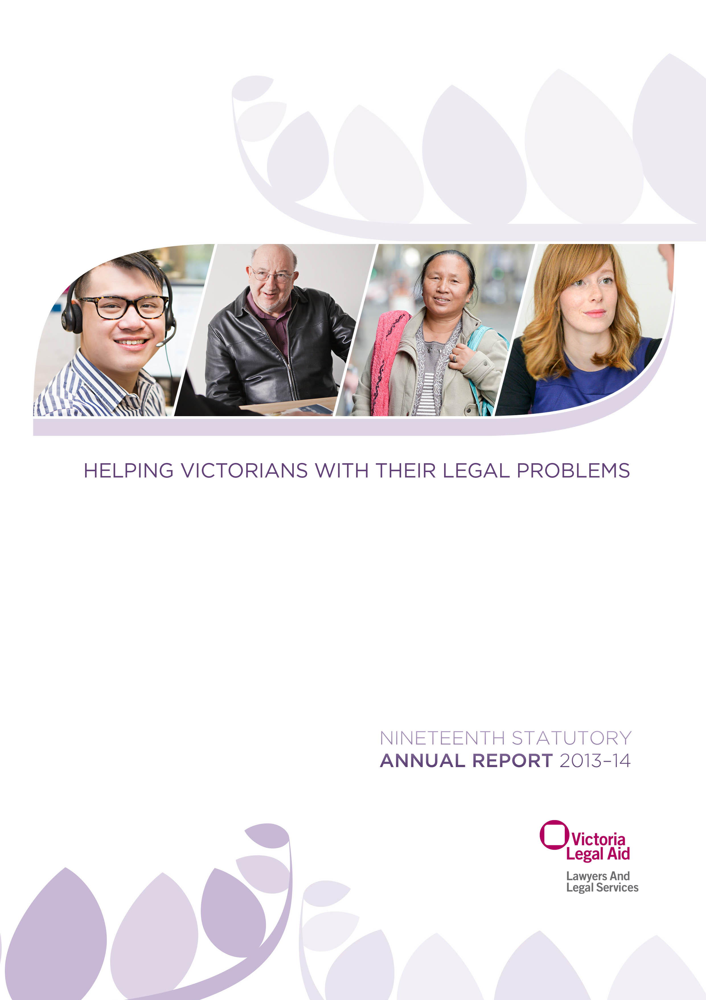 HELPING VICTORIANS WITH THEIR LEGAL PROBLEMS
NINETEENTH STATUTORY
ANNUAL REPORT 2013–14
Victoria
Legal Aid
Lawyers And
Legal Services